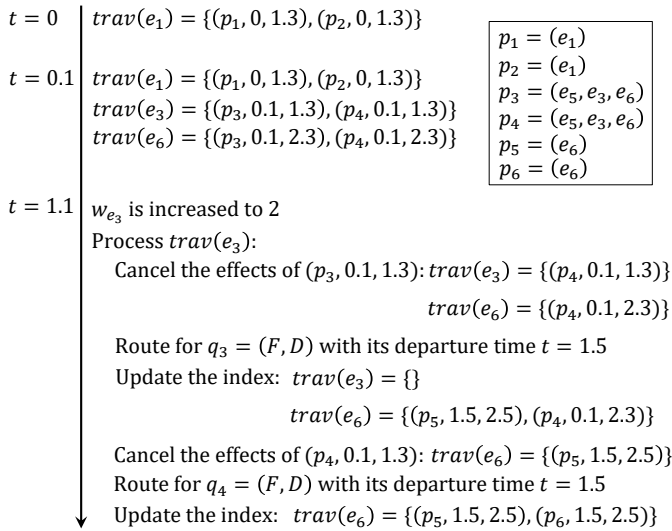 t = 0 trav(e₁) = {(p₁, 0, 1.3), (p₂, 0, 1.3)}
p₁ = (e₁)
p₂ = (e₁)
p₃ = (e₅, e₃, e₆)
p₄ = (e₅, e₃, e₆)
p₅ = (e₆)
p₆ = (e₆)
t = 0.1 trav(e₁) = {(p₁, 0, 1.3), (p₂, 0, 1.3)}
trav(e₃) = {(p₃, 0.1, 1.3), (p₄, 0.1, 1.3)}
trav(e₆) = {(p₃, 0.1, 2.3), (p₄, 0.1, 2.3)}
t = 1.1 w_{e₃} is increased to 2
Process trav(e₃):
Cancel the effects of (p₃, 0.1, 1.3): trav(e₃) = {(p₄, 0.1, 1.3)}
trav(e₆) = {(p₄, 0.1, 2.3)}
Route for q₃ = (F, D) with its departure time t = 1.5
Update the index: trav(e₃) = {}
trav(e₆) = {(p₅, 1.5, 2.5), (p₄, 0.1, 2.3)}
Cancel the effects of (p₄, 0.1, 1.3): trav(e₆) = {(p₅, 1.5, 2.5)}
Route for q₄ = (F, D) with its departure time t = 1.5
Update the index: trav(e₆) = {(p₅, 1.5, 2.5), (p₆, 1.5, 2.5)}